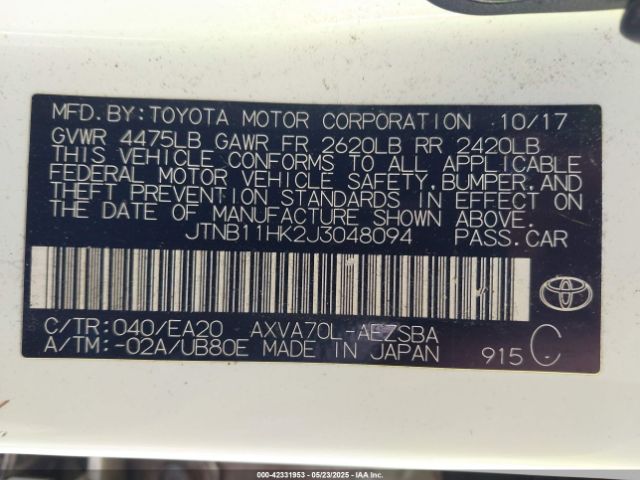 MFD.BY:TOYOTA MOTOR CORPORATION 10/17
GVWR 4475LB GAWR FR 2620LB RR 2420LB
THIS VEHICLE CONFORMS TO ALL APPLICABLE
FEDERAL MOTOR VEHICLE SAFETY,BUMPER,AND
THEFT PREVENTION STANDARDS IN EFFECT ON
THE DATE OF MANUFACTURE SHOWN ABOVE.
JTNB11HK2J3048094 PASS.CAR
C/TR:040/EA20 AXVA70L-AEZSBA
A/TM:-02A/UB80E MADE IN JAPAN 915 C
000-42331953 - 05/23/2025 - IAA Inc.